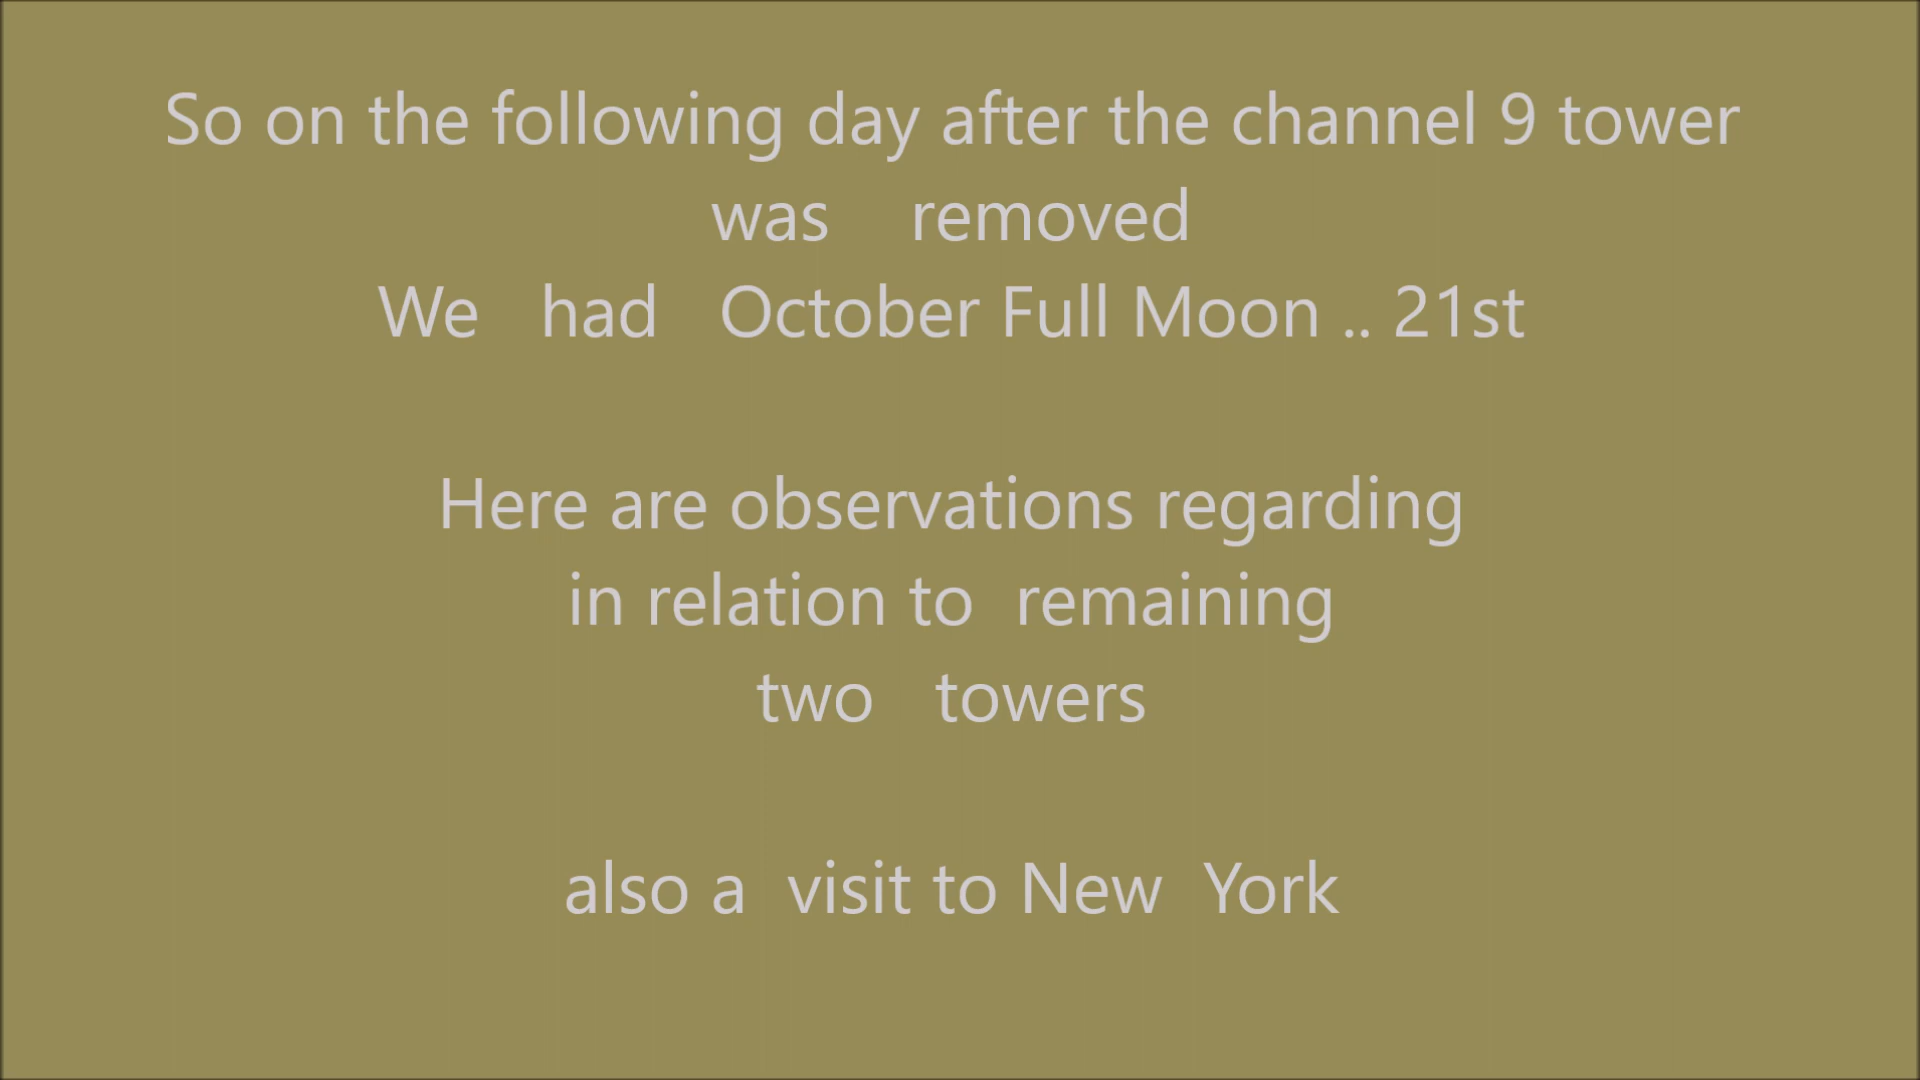 So on the following day after the channel 9 tower
was removed
We had October Full Moon .. 21st
Here are observations regarding
in relation to remaining
two towers
also a visit to New York